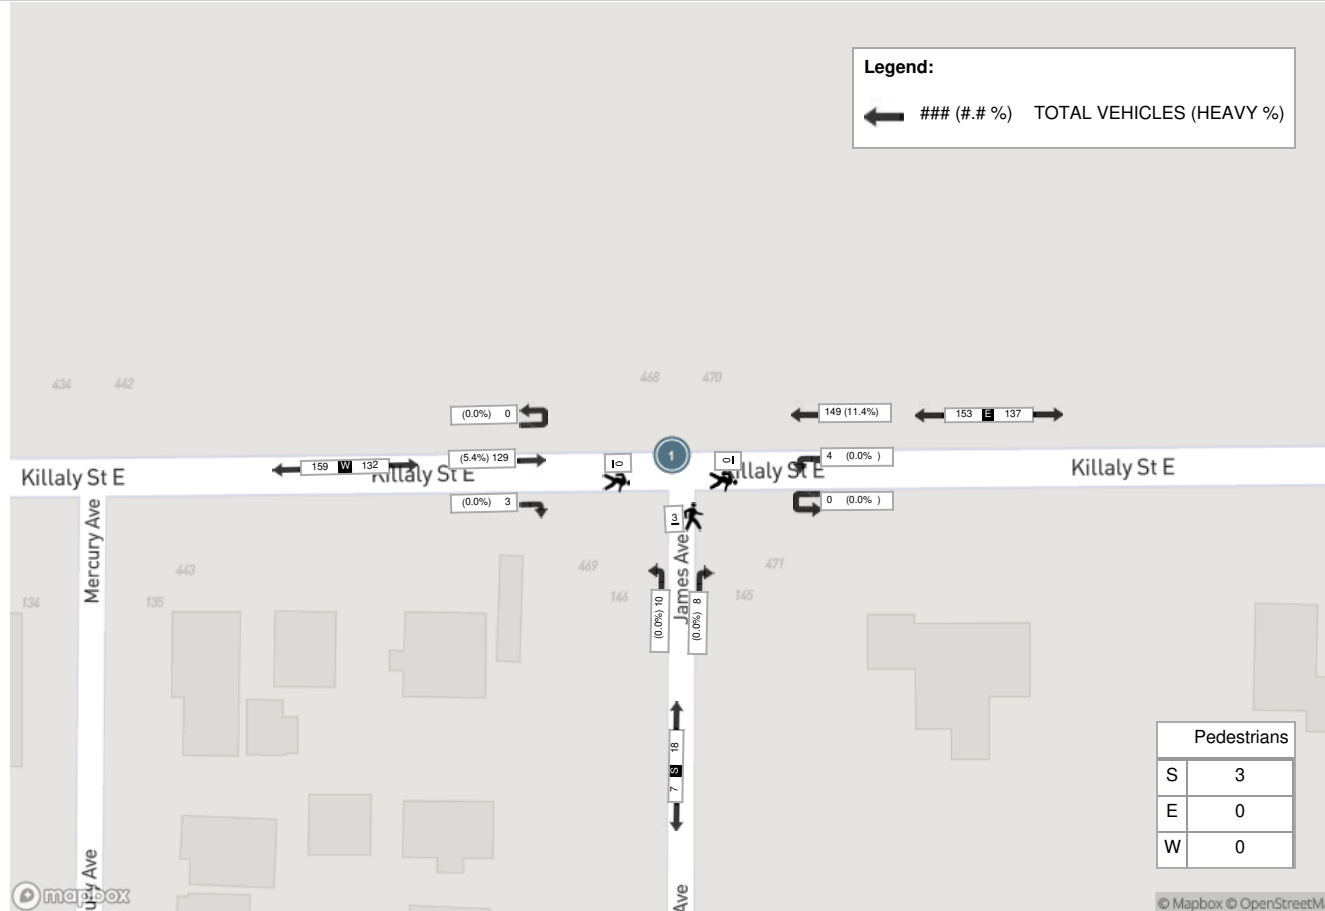 Legend:
### (#.# %) TOTAL VEHICLES (HEAVY %)
434 442 468 470
(0.0%) 0
149 (11.4%)
153 E 137
(5.4%) 129
4 (0.0% )
159 W 132
0
0
1
Killaly St E
Killaly St E
illaly St E
Killaly St E
(0.0%) 3
0 (0.0% )
3
Mercury Ave
James Ave
443 469 471
134 135 146 145
(0.0%) 10
(0.0%) 8
18 S 7
Pedestrians
S 3
E 0
W 0
ury Ave
Ave
mapbox
© Mapbox © OpenStreetM